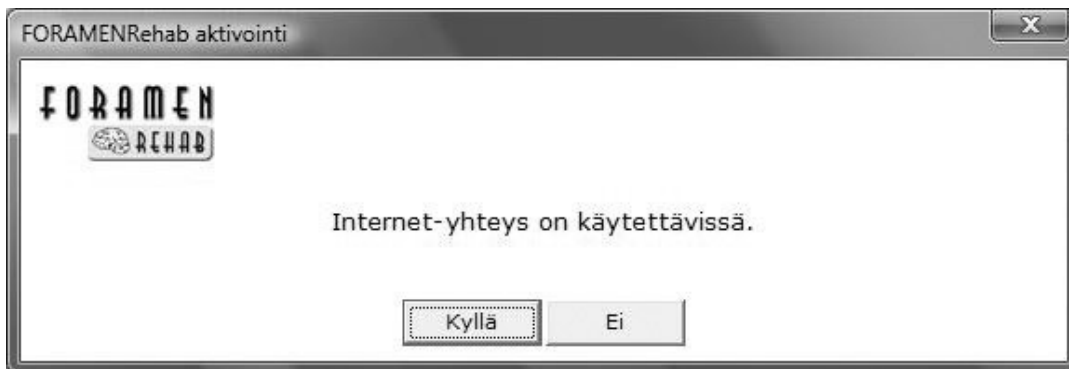 FORAMENRehab aktivointi
FORAMEN
REHAB
Internet-yhteys on käytettävissä.
Kyllä
Ei